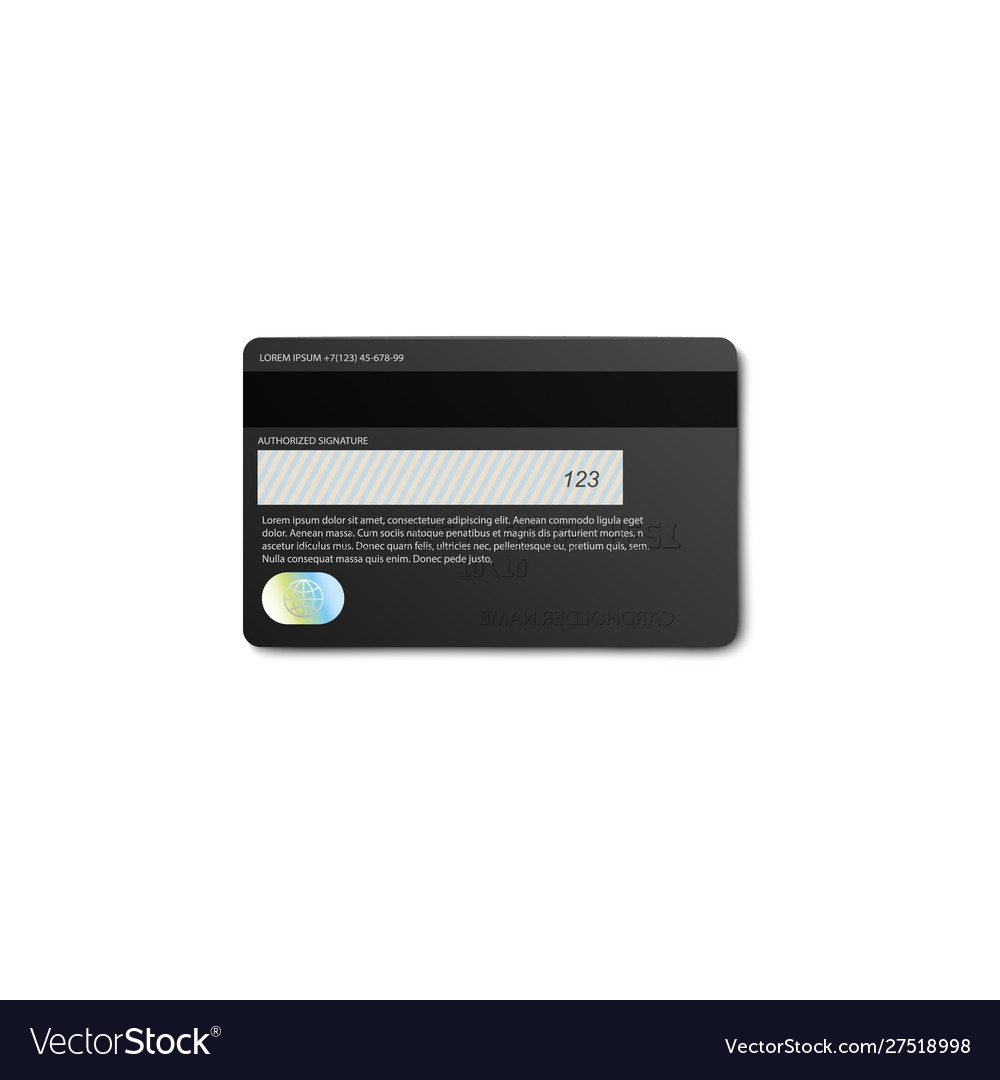 LOREM IPSUM +7(123) 45-678-99
AUTHORIZED SIGNATURE
123
Lorem ipsum dolor sit amet, consectetuer adipiscing elit. Aenean commodo ligula eget
dolor. Aenean massa. Cum sociis natoque penatibus et magnis dis parturient montes, n
ascetur ridiculus mus. Donec quam felis, ultricies nec, pellentesque eu, pretium quis, sem.
Nulla consequat massa quis enim. Donec pede justo,
01/01
CARDHOLDER NAME
VectorStock®
VectorStock.com/27518998